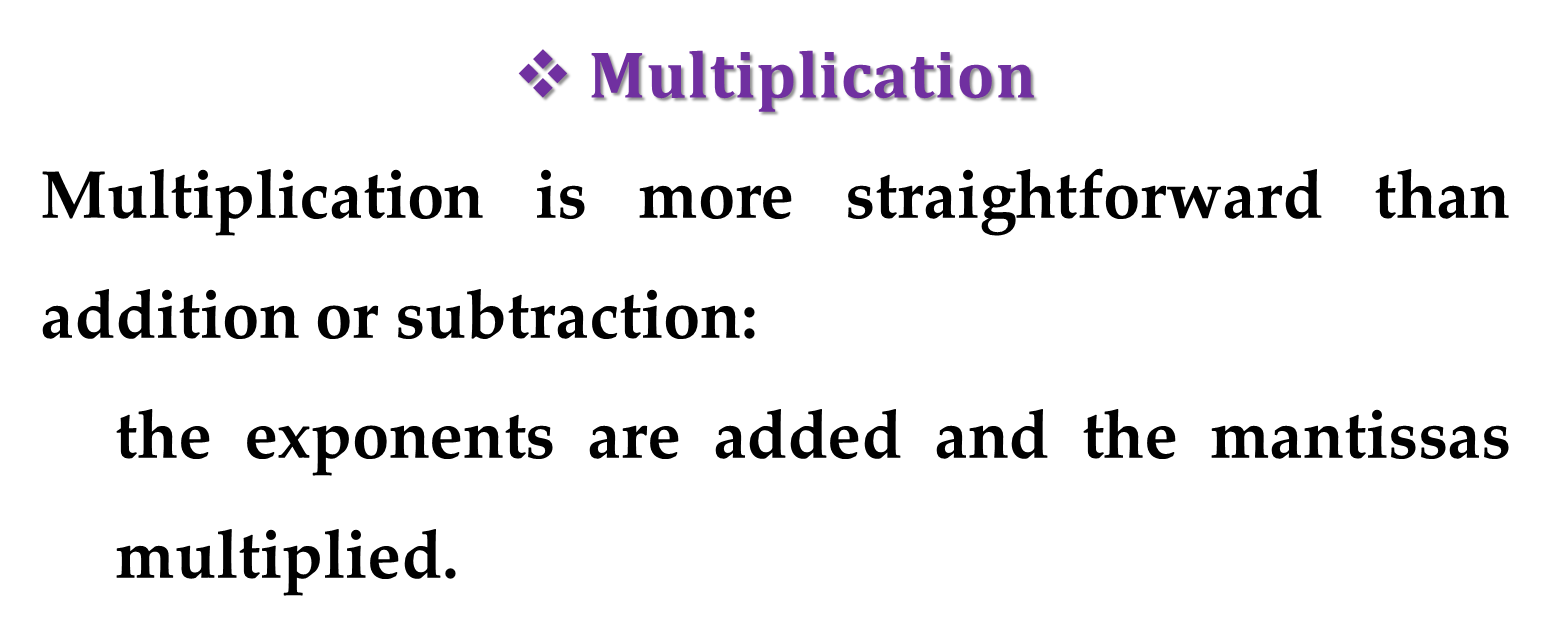 ❖ Multiplication
Multiplication is more straightforward than
addition or subtraction:
the exponents are added and the mantissas
multiplied.